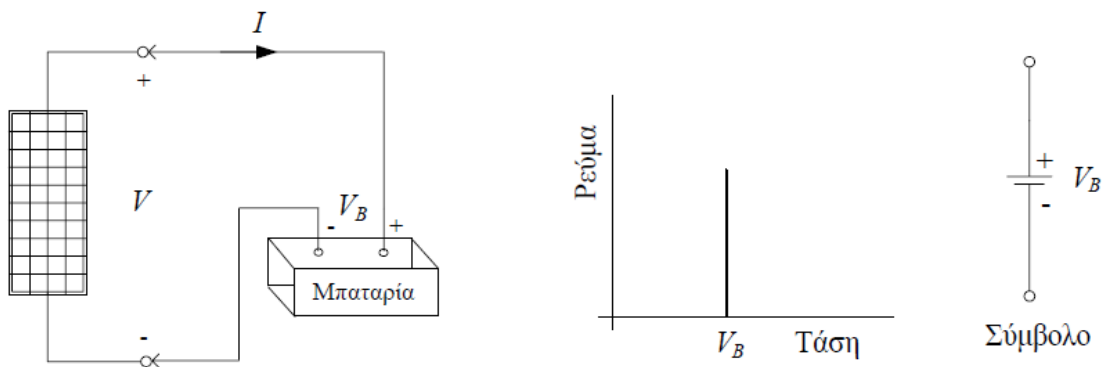 I
+
V
-
V_B
- +
Μπαταρία
Ρεύμα
V_B
Τάση
+
V_B
-
Σύμβολο